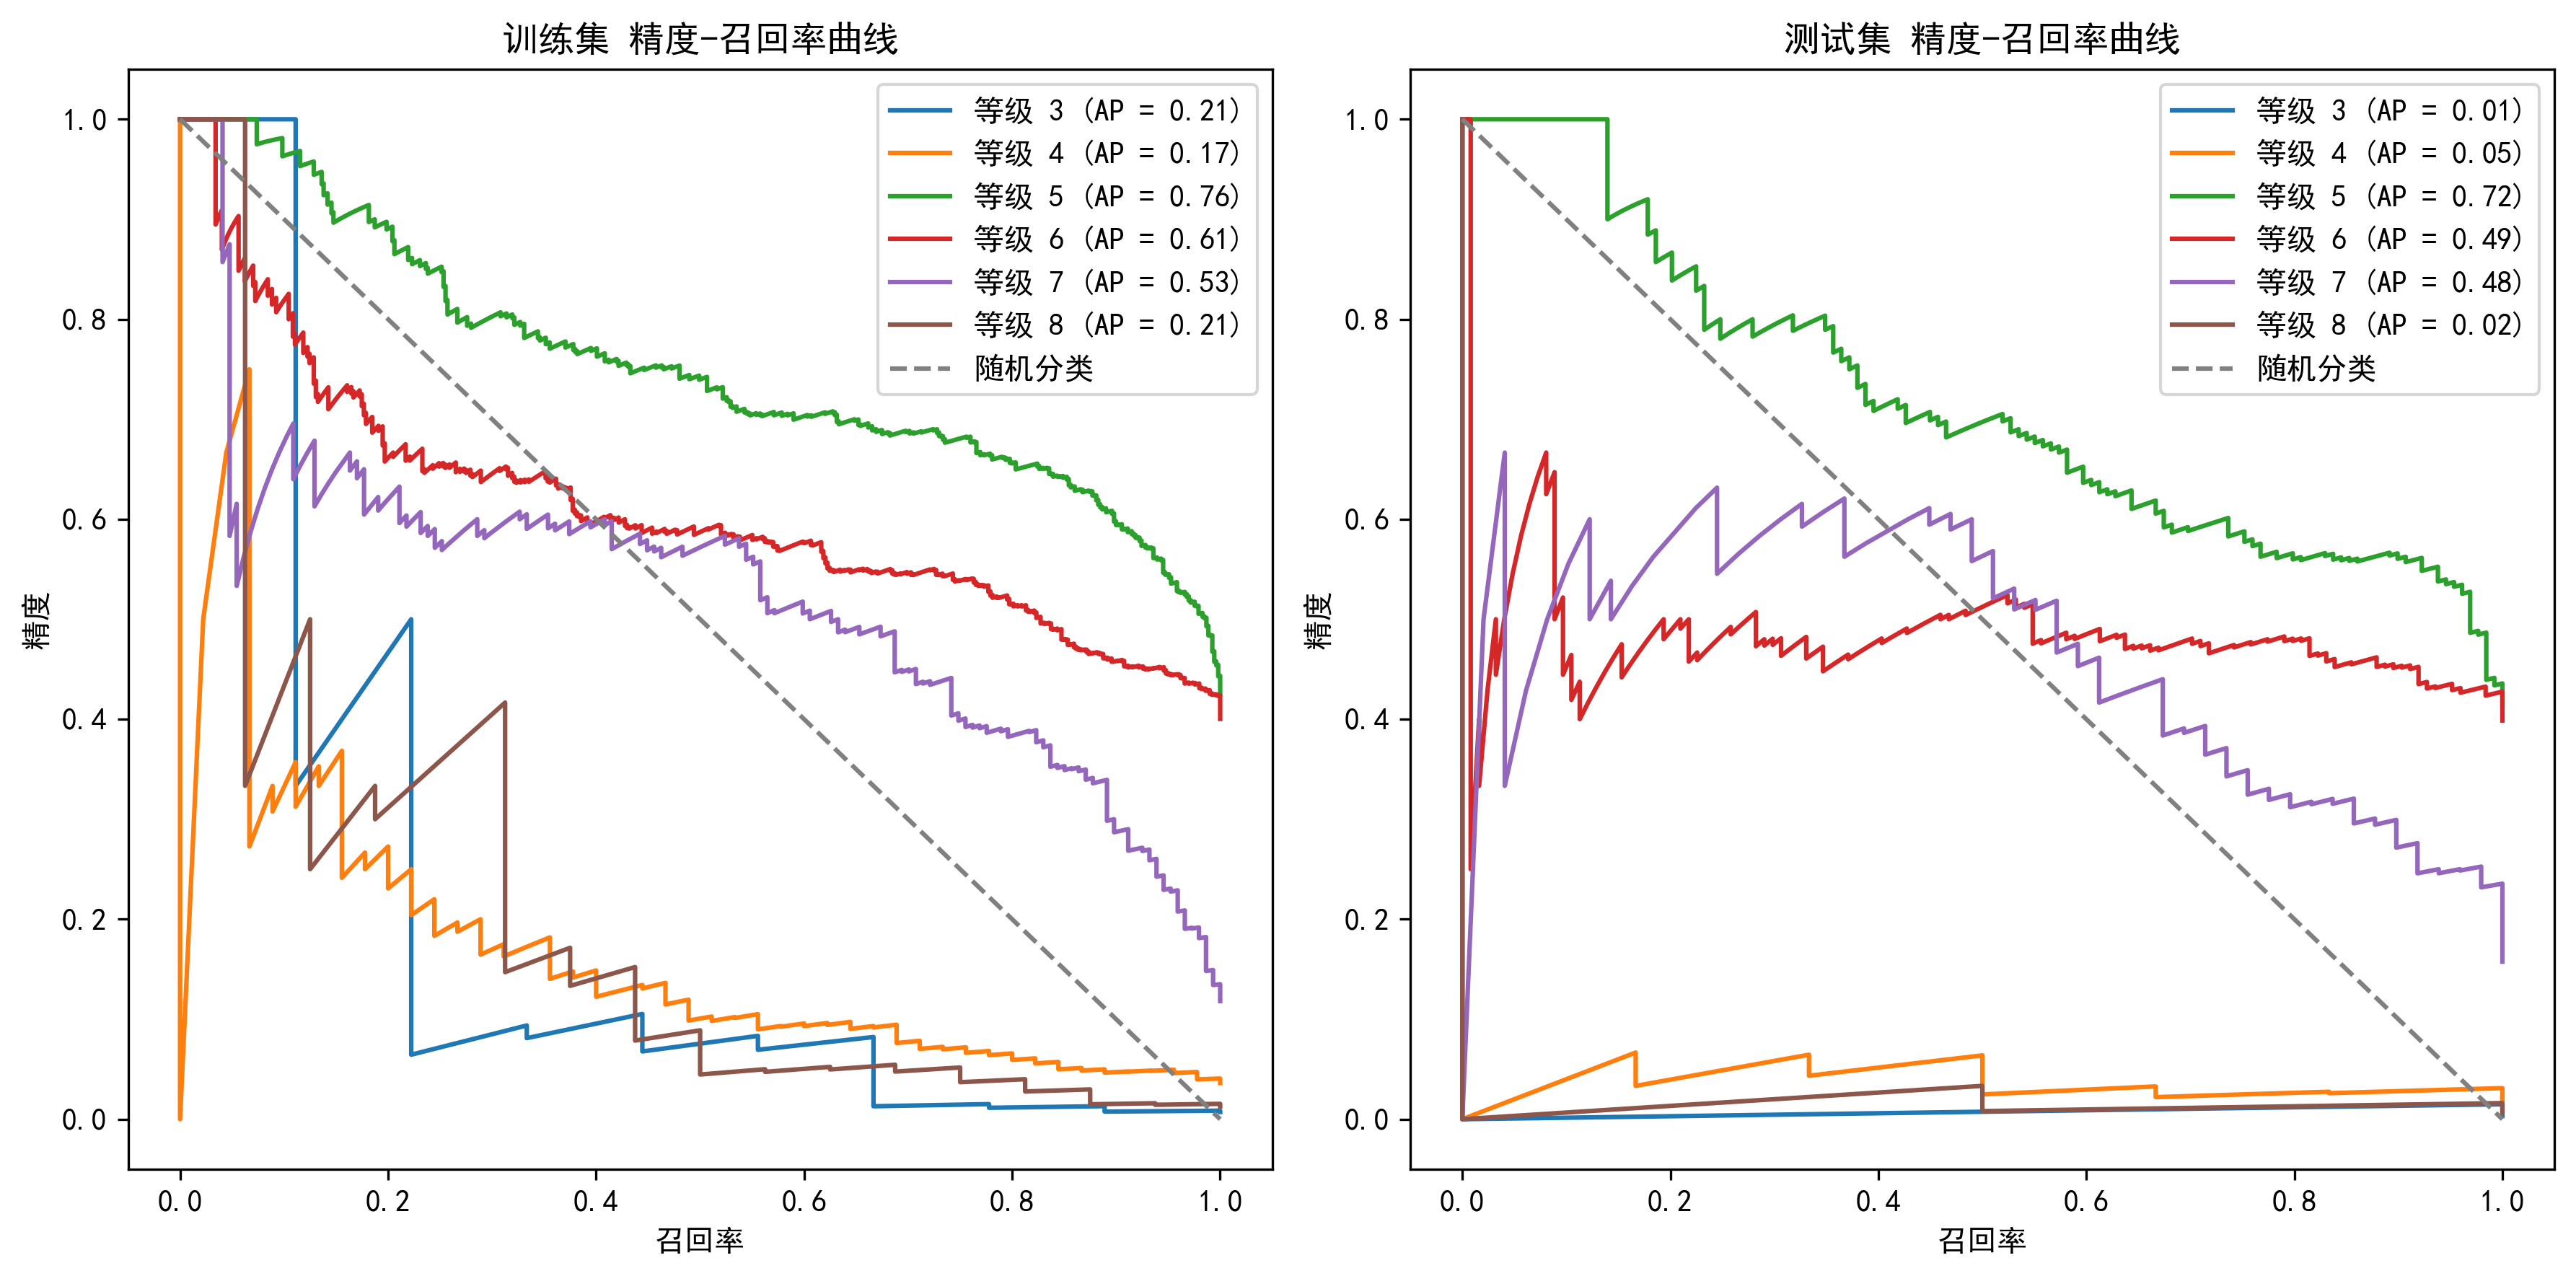 训练集 精度-召回率曲线
1.0
0.8
0.6
0.4
0.2
0.0
精度
0.0 0.2 0.4 0.6 0.8 1.0
召回率
等级 3 (AP = 0.21)
等级 4 (AP = 0.17)
等级 5 (AP = 0.76)
等级 6 (AP = 0.61)
等级 7 (AP = 0.53)
等级 8 (AP = 0.21)
随机分类
测试集 精度-召回率曲线
1.0
0.8
0.6
0.4
0.2
0.0
精度
0.0 0.2 0.4 0.6 0.8 1.0
召回率
等级 3 (AP = 0.01)
等级 4 (AP = 0.05)
等级 5 (AP = 0.72)
等级 6 (AP = 0.49)
等级 7 (AP = 0.48)
等级 8 (AP = 0.02)
随机分类